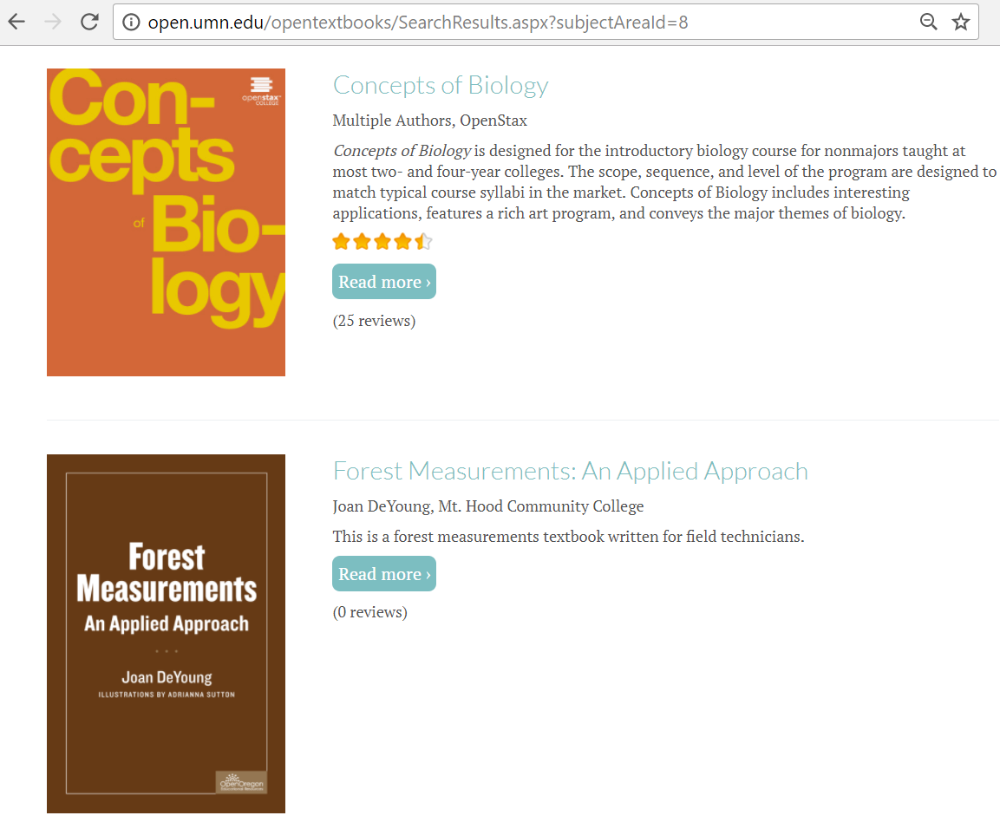 open.umn.edu/opentextbooks/SearchResults.aspx?subjectAreaId=8
Con-
cepts
of Bio-
logy
openstax™
COLLEGE
Concepts of Biology
Multiple Authors, OpenStax
Concepts of Biology is designed for the introductory biology course for nonmajors taught at
most two- and four-year colleges. The scope, sequence, and level of the program are designed to
match typical course syllabi in the market. Concepts of Biology includes interesting
applications, features a rich art program, and conveys the major themes of biology.
Read more ›
(25 reviews)
Forest
Measurements
An Applied Approach
Joan DeYoung
ILLUSTRATIONS BY ADRIANNA SUTTON
OpenOregon
Educational Resources
Forest Measurements: An Applied Approach
Joan DeYoung, Mt. Hood Community College
This is a forest measurements textbook written for field technicians.
Read more ›
(0 reviews)